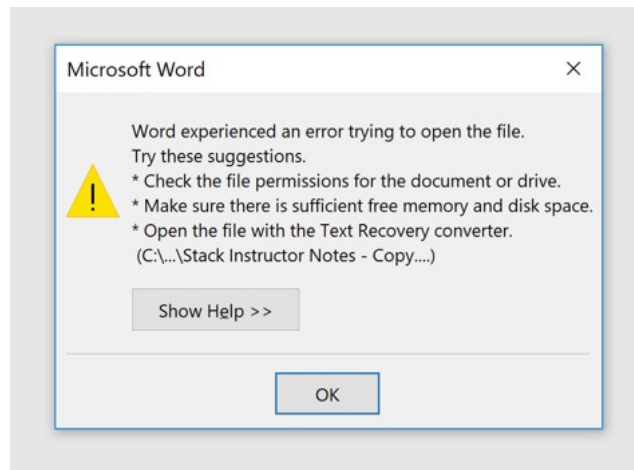 Microsoft Word
Word experienced an error trying to open the file.
Try these suggestions.
* Check the file permissions for the document or drive.
* Make sure there is sufficient free memory and disk space.
* Open the file with the Text Recovery converter.
(C:\...\Stack Instructor Notes - Copy....)
Show Help >>
OK